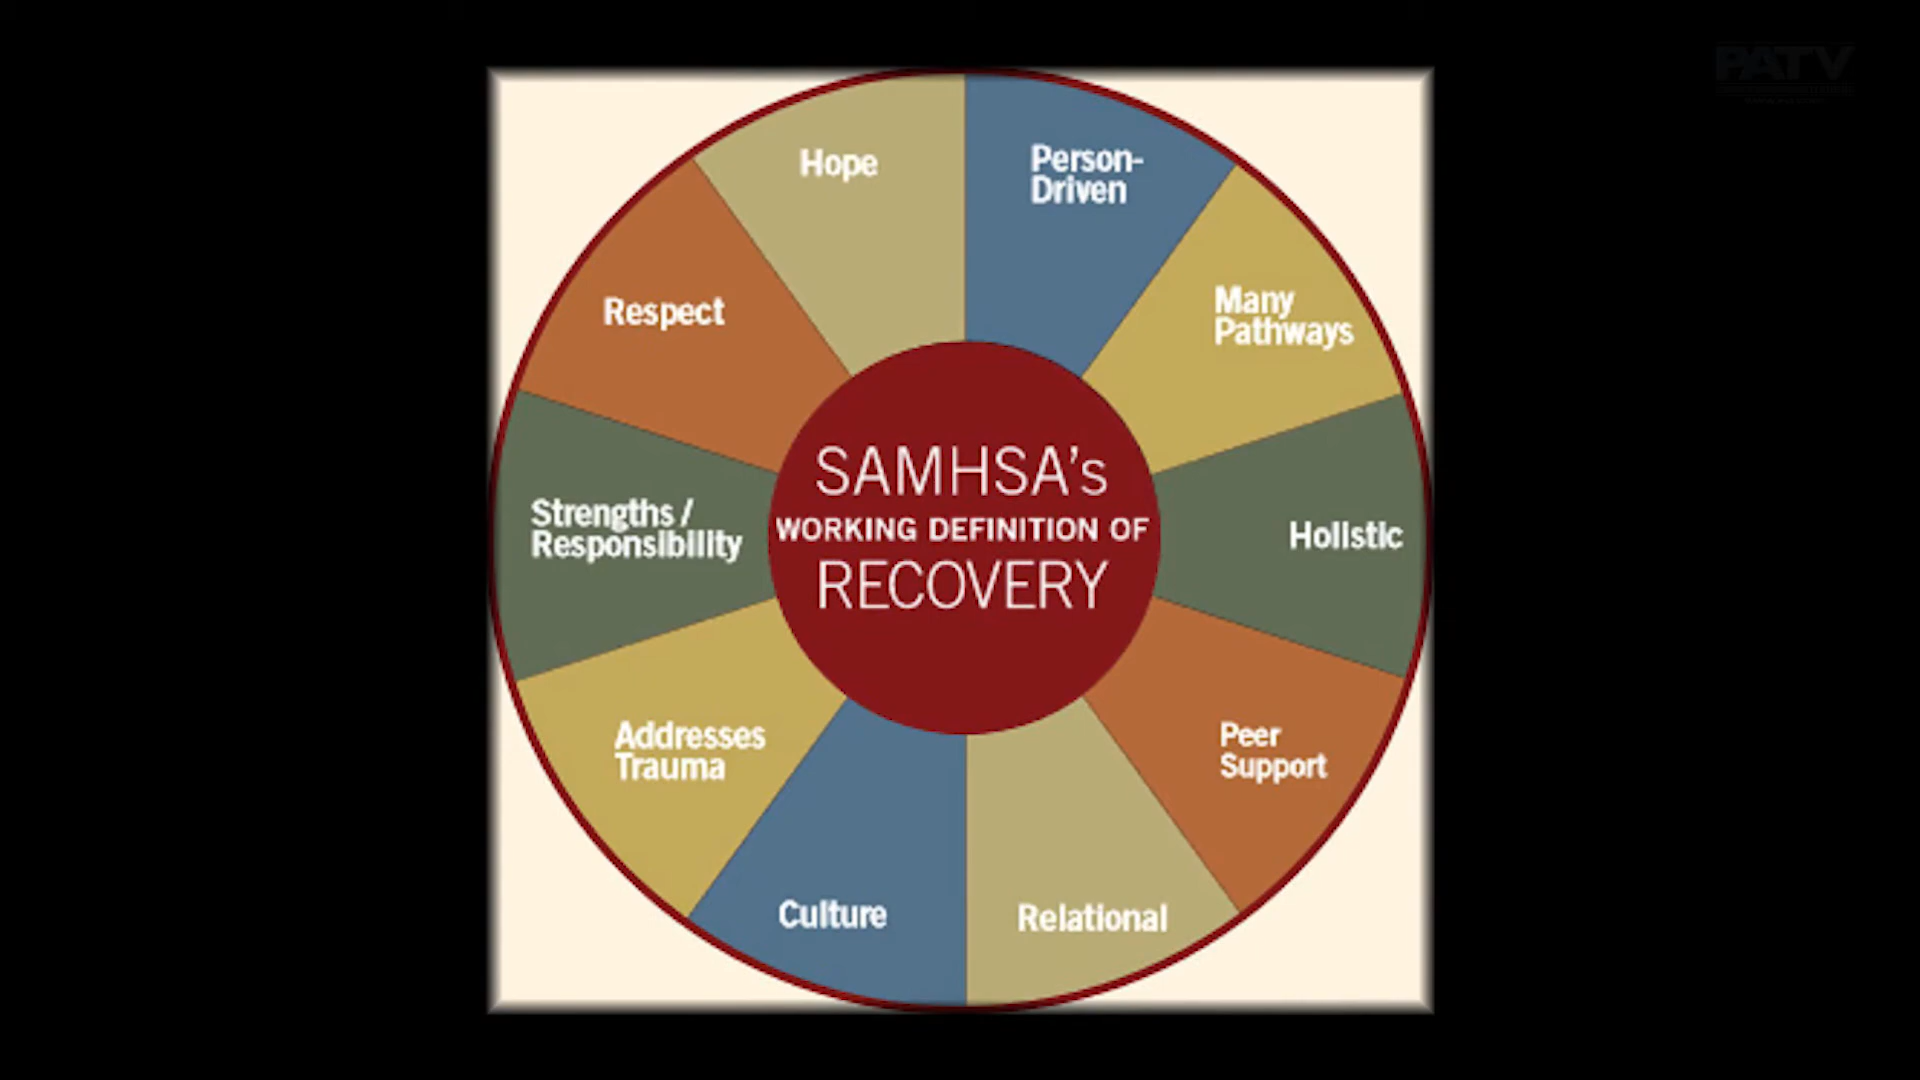 PATV
Hope
Person-
Driven
Many
Pathways
Holistic
Peer
Support
Relational
Culture
Addresses
Trauma
Strengths /
Responsibility
Respect
SAMHSA's
WORKING DEFINITION OF
RECOVERY